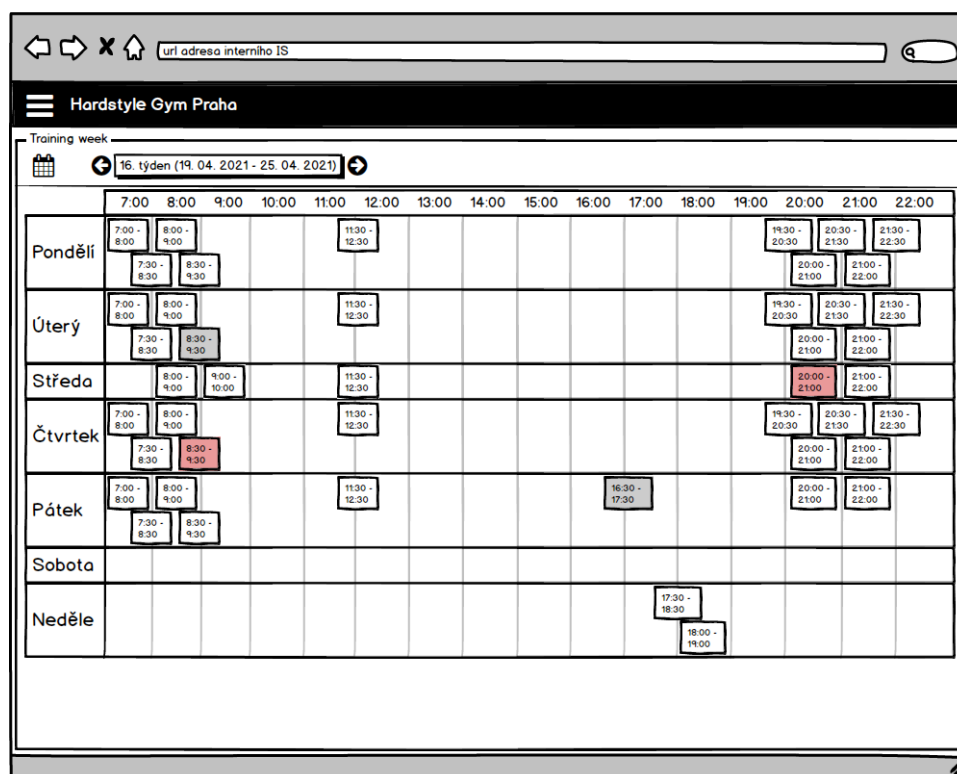 url adresa interního IS
Hardstyle Gym Praha
Training week
16. týden (19. 04. 2021 - 25. 04. 2021)
7:00 8:00 9:00 10:00 11:00 12:00 13:00 14:00 15:00 16:00 17:00 18:00 19:00 20:00 21:00 22:00
Pondělí
7:00 - 8:00
8:00 - 9:00
11:30 - 12:30
19:30 - 20:30
20:30 - 21:30
21:30 - 22:30
7:30 - 8:30
8:30 - 9:30
20:00 - 21:00
21:00 - 22:00
Úterý
7:00 - 8:00
8:00 - 9:00
11:30 - 12:30
19:30 - 20:30
20:30 - 21:30
21:30 - 22:30
7:30 - 8:30
8:30 - 9:30
20:00 - 21:00
21:00 - 22:00
Středa
8:00 - 9:00
9:00 - 10:00
11:30 - 12:30
20:00 - 21:00
21:00 - 22:00
Čtvrtek
7:00 - 8:00
8:00 - 9:00
11:30 - 12:30
19:30 - 20:30
20:30 - 21:30
21:30 - 22:30
7:30 - 8:30
8:30 - 9:30
20:00 - 21:00
21:00 - 22:00
Pátek
7:00 - 8:00
8:00 - 9:00
11:30 - 12:30
16:30 - 17:30
20:00 - 21:00
21:00 - 22:00
7:30 - 8:30
8:30 - 9:30
Sobota
Neděle
17:30 - 18:30
18:00 - 19:00